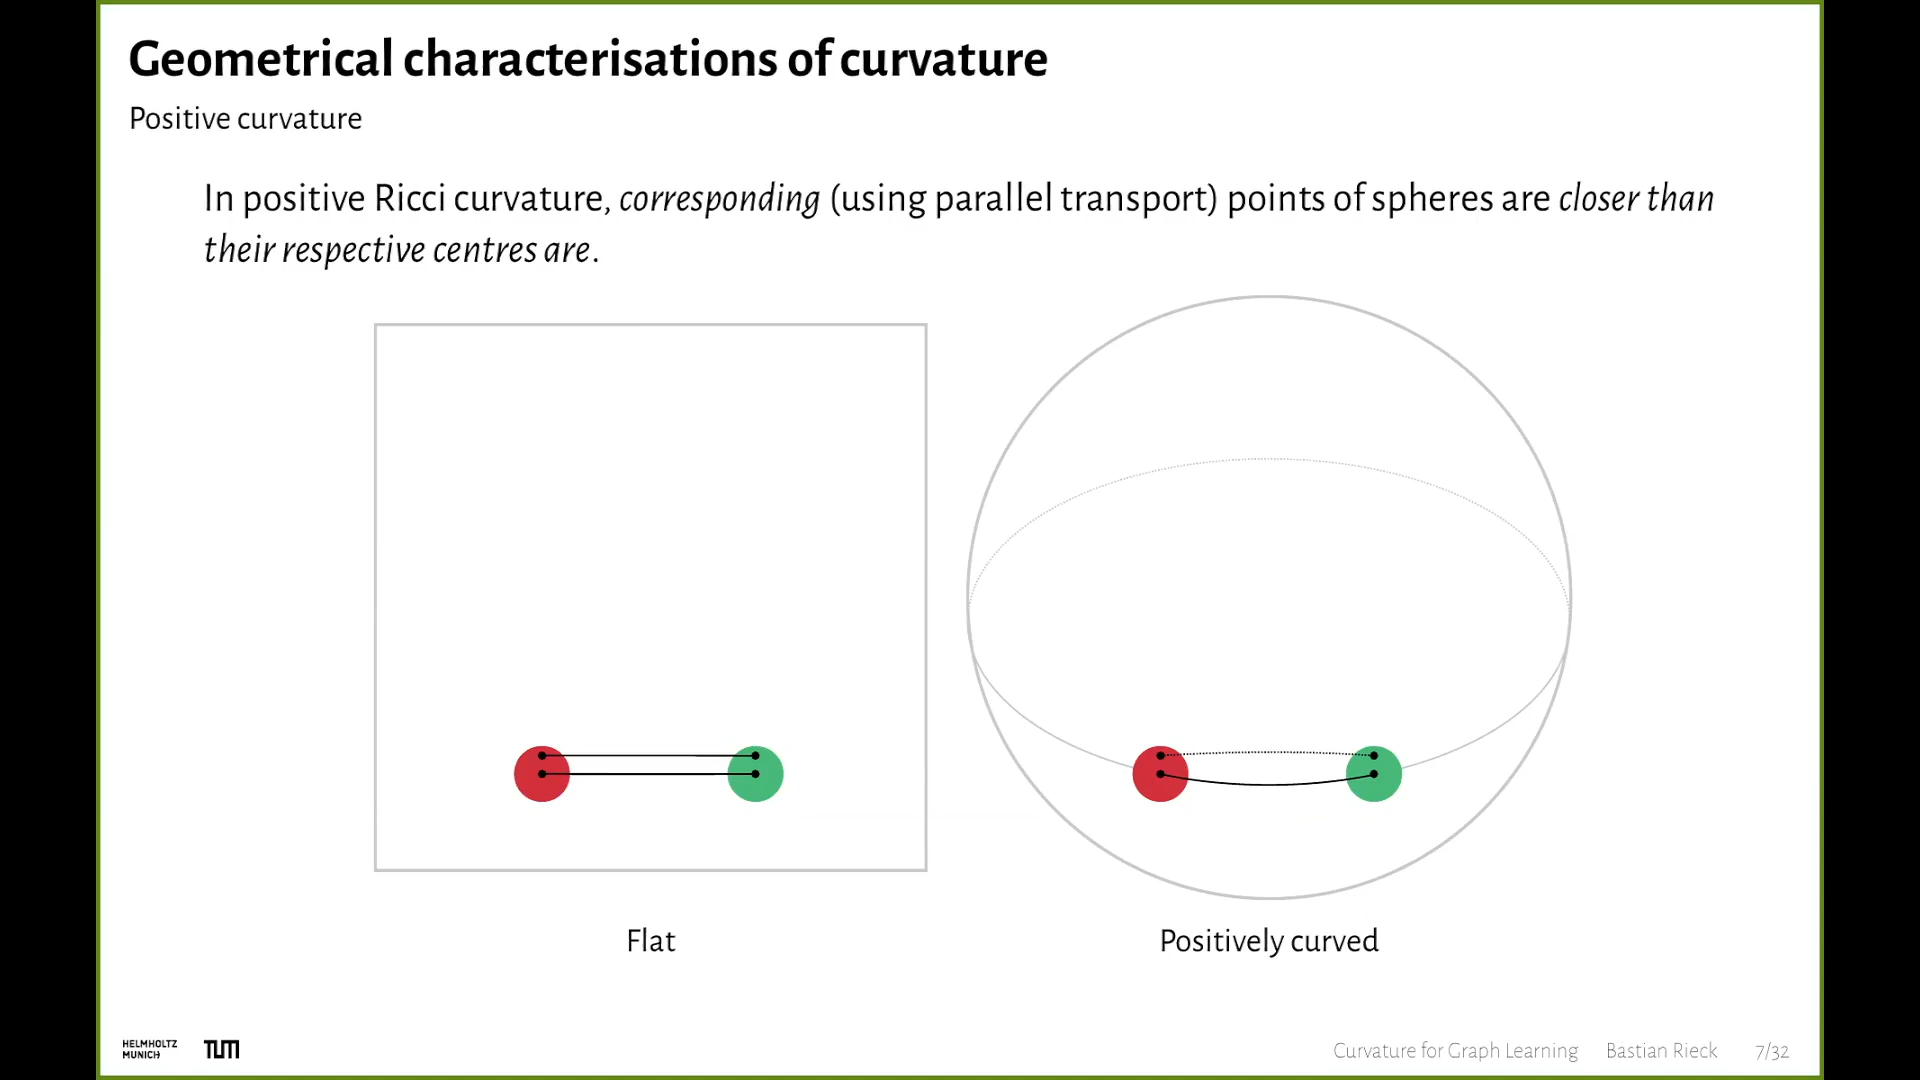 Geometrical characterisations of curvature
Positive curvature
In positive Ricci curvature, corresponding (using parallel transport) points of spheres are closer than
their respective centres are.
Flat
Positively curved
HELMHOLTZ
MUNICH
TUM
Curvature for Graph Learning Bastian Rieck 7/32